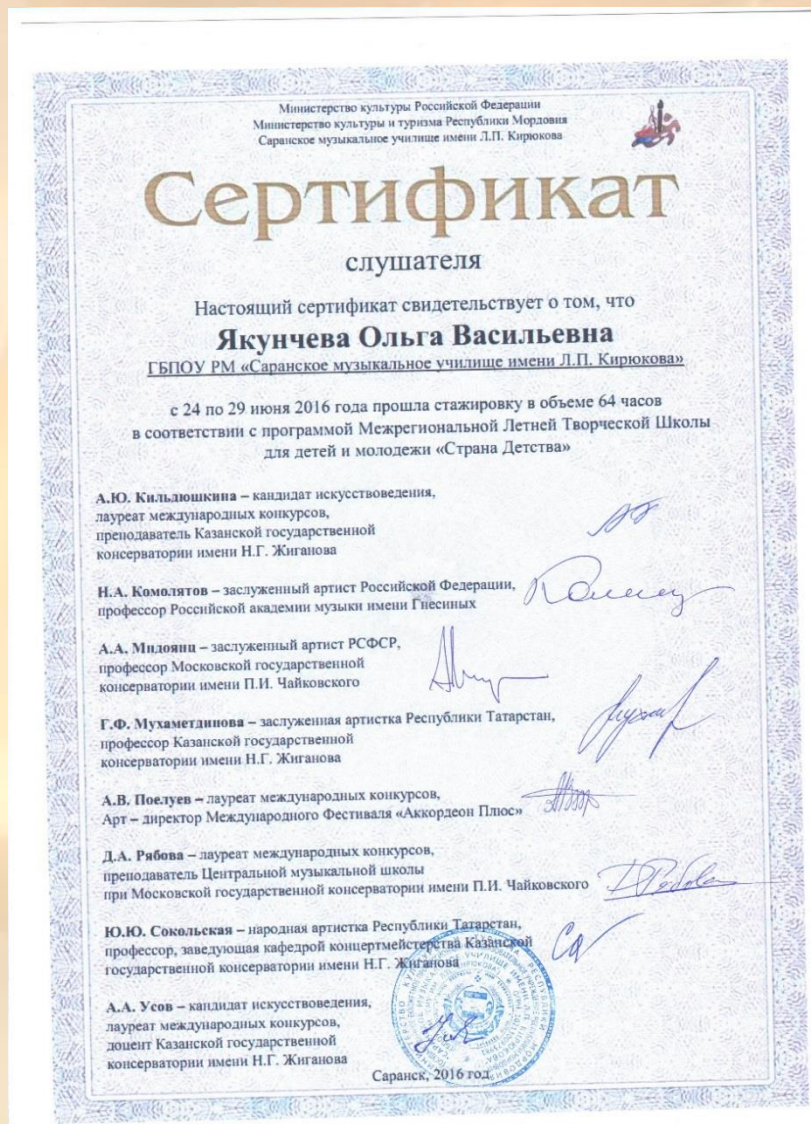 Министерство культуры Российской Федерации
Министерство культуры и туризма Республики Мордовия
Саранское музыкальное училище имени Л.П. Кирюкова
Сертификат
слушателя
Настоящий сертификат свидетельствует о том, что
Якунчева Ольга Васильевна
ГБПОУ РМ «Саранское музыкальное училище имени Л.П. Кирюкова»
с 24 по 29 июня 2016 года прошла стажировку в объеме 64 часов
в соответствии с программой Межрегиональной Летней Творческой Школы
для детей и молодежи «Страна Детства»
А.Ю. Кильдюшкина – кандидат искусствоведения,
лауреат международных конкурсов,
преподаватель Казанской государственной
консерватории имени Н.Г. Жиганова
Н.А. Комолятов – заслуженный артист Российской Федерации,
профессор Российской академии музыки имени Гнесиных
А.А. Мндоянц – заслуженный артист РСФСР,
профессор Московской государственной
консерватории имени П.И. Чайковского
Г.Ф. Мухаметдинова – заслуженная артистка Республики Татарстан,
профессор Казанской государственной
консерватории имени Н.Г. Жиганова
А.В. Поелуев – лауреат международных конкурсов,
Арт – директор Международного Фестиваля «Аккордеон Плюс»
Д.А. Рябова – лауреат международных конкурсов,
преподаватель Центральной музыкальной школы
при Московской государственной консерватории имени П.И. Чайковского
Ю.Ю. Сокольская – народная артистка Республики Татарстан,
профессор, заведующая кафедрой концертмейстерства Казанской
государственной консерватории имени Н.Г. Жиганова
А.А. Усов – кандидат искусствоведения,
лауреат международных конкурсов,
доцент Казанской государственной
консерватории имени Н.Г. Жиганова
Саранск, 2016 год